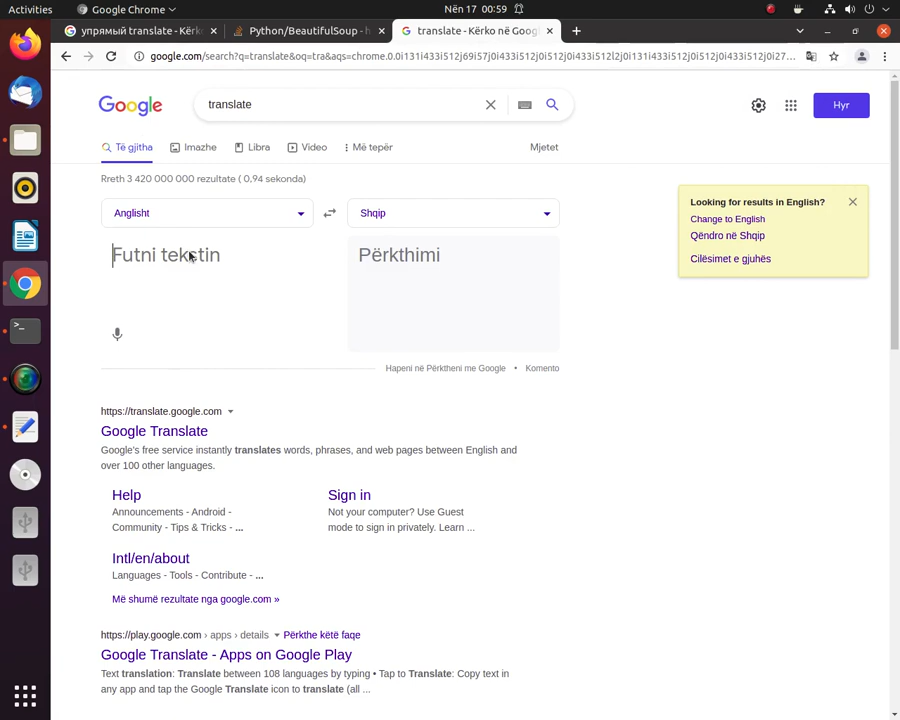 Activities
Google Chrome
Nën 17 00:59
упрямый translate - Kërk
Python/BeautifulSoup - h
translate - Kërko në Goog
google.com/search?q=translate&oq=tra&aqs=chrome.0.0i131i433i512j69i57j0i433i512j0i512l2j0i131i433i512j0i512j0i433i512j0i27...
Google
translate
Hyr
Të gjitha
Imazhe
Libra
Video
Më tepër
Mjetet
Rreth 3 420 000 000 rezultate ( 0,94 sekonda)
Anglisht
Shqip
Futni tekstin
Përkthimi
Hapeni në Përktheni me Google • Komento
Looking for results in English?
Change to English
Qëndro në Shqip
Cilësimet e gjuhës
https://translate.google.com
Google Translate
Google's free service instantly translates words, phrases, and web pages between English and
over 100 other languages.
Help
Announcements - Android -
Community - Tips & Tricks - ...
Sign in
Not your computer? Use Guest
mode to sign in privately. Learn ...
Intl/en/about
Languages - Tools - Contribute - ...
Më shumë rezultate nga google.com »
https://play.google.com › apps › details
Përkthe këtë faqe
Google Translate - Apps on Google Play
Text translation: Translate between 108 languages by typing • Tap to Translate: Copy text in
any app and tap the Google Translate icon to translate (all ...